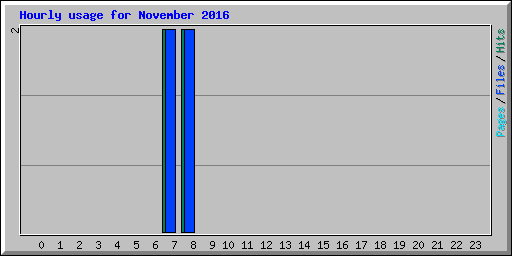 Hourly usage for November 2016
2
Pages/Files/Hits
0 1 2 3 4 5 6 7 8 9 10 11 12 13 14 15 16 17 18 19 20 21 22 23